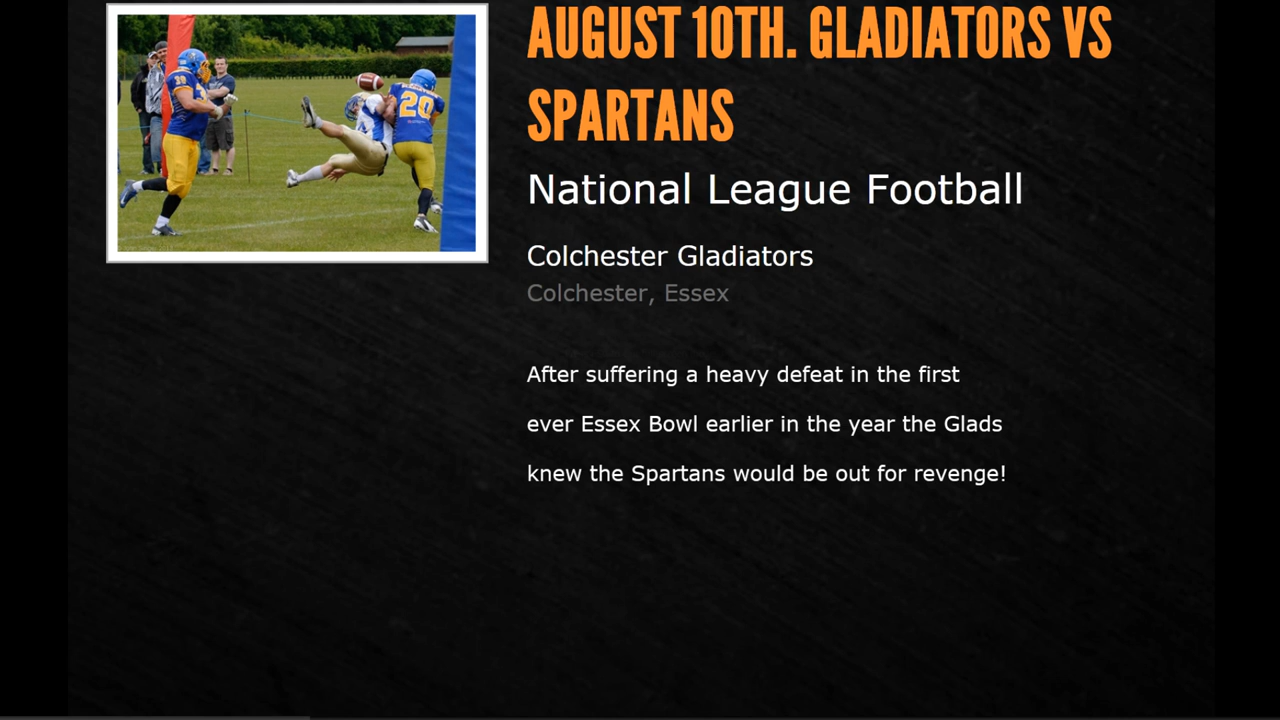 AUGUST 10TH. GLADIATORS VS
SPARTANS
National League Football
Colchester Gladiators
Colchester, Essex
After suffering a heavy defeat in the first
ever Essex Bowl earlier in the year the Glads
knew the Spartans would be out for revenge!
20